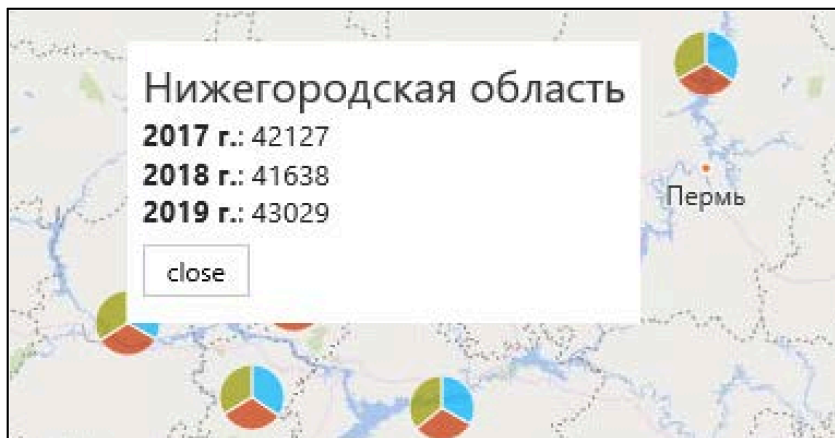 Нижегородская область
2017 г.: 42127
2018 г.: 41638
2019 г.: 43029
close
Пермь